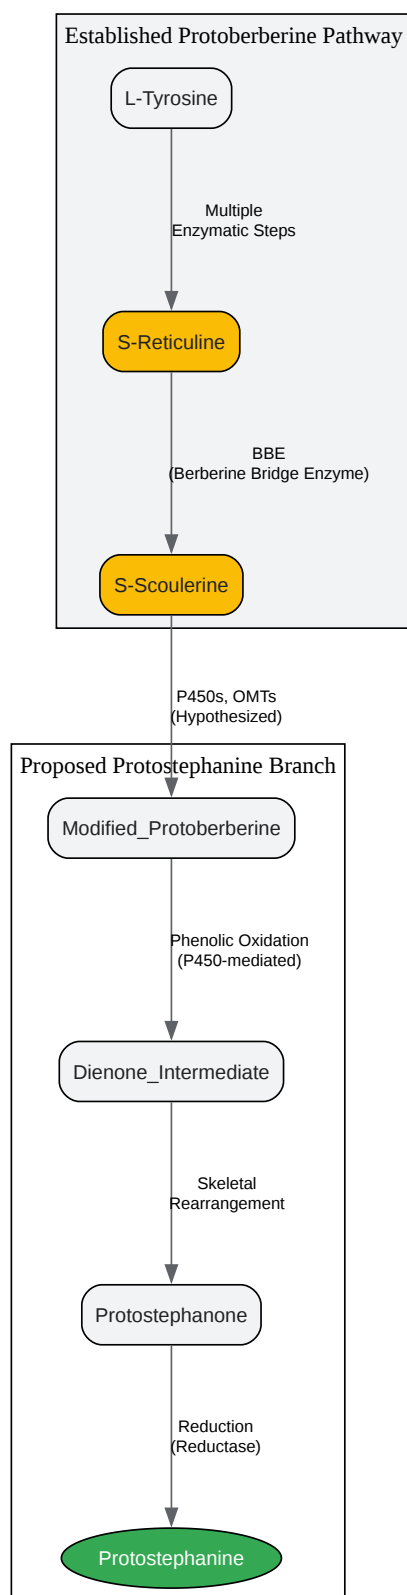 Established Protoberberine Pathway
L-Tyrosine
Multiple
Enzymatic Steps
S-Reticuline
BBE
(Berberine Bridge Enzyme)
S-Scoulerine
P450s, OMTs
(Hypothesized)
Proposed Protostephanine Branch
Modified_Protoberberine
Phenolic Oxidation
(P450-mediated)
Dienone_Intermediate
Skeletal
Rearrangement
Protostephanone
Reduction
(Reductase)
Protostephanine